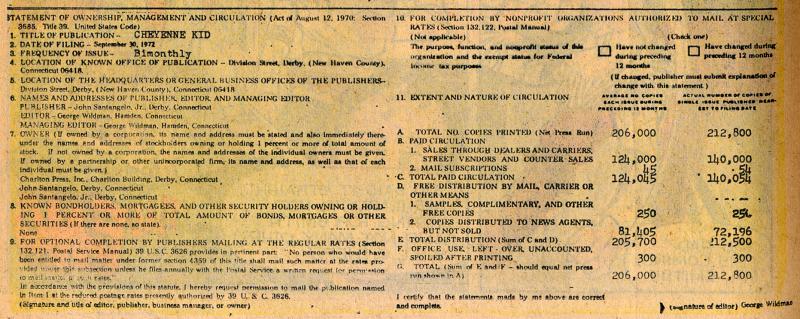 STATEMENT OF OWNERSHIP, MANAGEMENT AND CIRCULATION (Act of August 12, 1970: Section
3685, Title 39. United States Code)
1. TITLE OF PUBLICATION - CHEYENNE KID
2. DATE OF FILING - September 30, 1972
3. FREQUENCY OF ISSUE - Bimonthly
4. LOCATION OF KNOWN OFFICE OF PUBLICATION - Division Street, Derby, (New Haven County),
Connecticut 06418.
5. LOCATION OF THE HEADQUARTERS OR GENERAL BUSINESS OFFICES OF THE PUBLISHERS-
Division Street, Derby, (New Haven County), Connecticut 06418
6. NAMES AND ADDRESSES OF PUBLISHER, EDITOR, AND MANAGING EDITOR
PUBLISHER - John Santangelo, Jr., Derby, Connecticut
EDITOR - George Wildman, Hamden, Connecticut
MANAGING EDITOR - George Wildman, Hamden, Connecticut
7. OWNER (If owned by a corporation, its name and address must be stated and also immediately there-
under the names and addresses of stockholders owning or holding 1 percent or more of total amount of
stock. If not owned by a corporation, the names and addresses of the individual owners must be given.
If owned by a partnership or other unincorporated firm, its name and address, as well as that of each
individual must be given.)
Charlton Press, Inc., Charlton Building, Derby, Connecticut
John Santangelo, Derby, Connecticut
John Santangelo, Jr., Derby, Connecticut
8. KNOWN BONDHOLDERS, MORTGAGEES, AND OTHER SECURITY HOLDERS OWNING OR HOLD-
ING 1 PERCENT OR MORE OF TOTAL AMOUNT OF BONDS, MORTGAGES OR OTHER
SECURITIES (If there are none, so state).
None
9. FOR OPTIONAL COMPLETION BY PUBLISHERS MAILING AT THE REGULAR RATES (Section
132.121, Postal Service Manual) 39 U.S.C. 3626 provides in pertinent part: "No person who would have
been entitled to mail matter under former section 4359 of this title shall mail such matter at the rates pro-
vided under this subsection unless he files annually with the Postal Service a written request for permission
to mail matter at such rates."
In accordance with the provisions of this statute, I hereby request permission to mail the publication named
in Item 1 at the reduced postage rates presently authorized by 39 U. S. C. 3626.
(Signature and title of editor, publisher, business manager, or owner)
10. FOR COMPLETION BY NONPROFIT ORGANIZATIONS AUTHORIZED TO MAIL AT SPECIAL
RATES (Section 132.122, Postal Manual)
(Not applicable) (Check one)
The purpose, function, and nonprofit status of this
organization and the exempt status for Federal
income tax purposes
Have not changed
during preceding
12 months
Have changed during
preceding 12 months
(If changed, publisher must submit explanation of
change with this statement.)
11. EXTENT AND NATURE OF CIRCULATION
AVERAGE NO COPIES
EACH ISSUE DURING
PRECEDING 12 MONTHS
ACTUAL NUMBER OF COPIES OF
SINGLE ISSUE PUBLISHED NEAR-
EST TO FILING DATE
A. TOTAL NO. COPIES PRINTED (Net Press Run) 206,000 212,800
B. PAID CIRCULATION
1. SALES THROUGH DEALERS AND CARRIERS,
STREET VENDORS AND COUNTER SALES 124,000 140,000
2. MAIL SUBSCRIPTIONS 45 54
C. TOTAL PAID CIRCULATION 124,045 140,054
D. FREE DISTRIBUTION BY MAIL, CARRIER OR
OTHER MEANS
1. SAMPLES, COMPLIMENTARY, AND OTHER
FREE COPIES 250
2. COPIES DISTRIBUTED TO NEWS AGENTS,
BUT NOT SOLD 81,405 72,196
E. TOTAL DISTRIBUTION (Sum of C and D) 205,700 212,500
F. OFFICE USE, LEFT-OVER, UNACCOUNTED,
SPOILED AFTER PRINTING 300 300
G. TOTAL (Sum of E and F - should equal net press
run shown in A) 206,000 212,800
I certify that the statements made by me above are correct
and complete.
(signature of editor) George Wildman